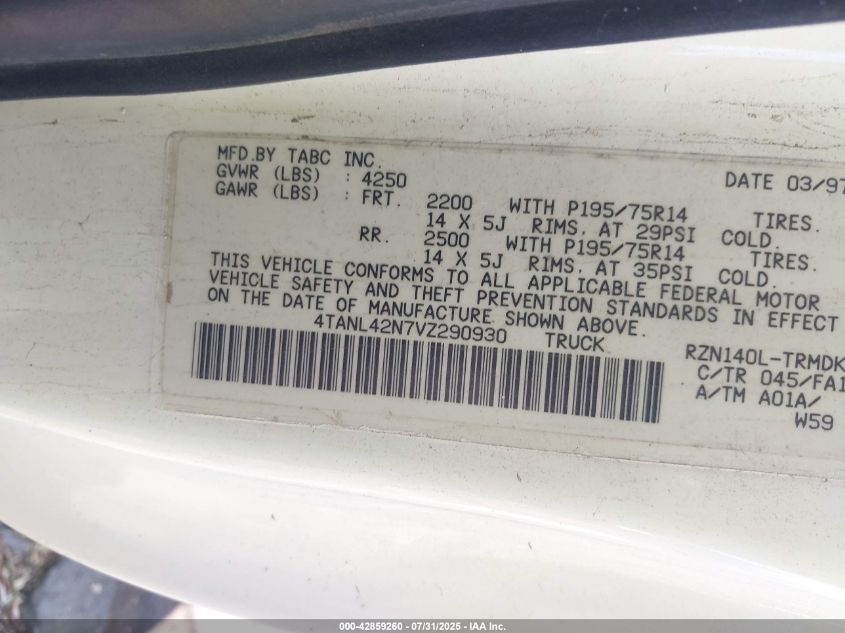 MFD.BY TABC INC. DATE 03/97
GVWR (LBS) : 4250
GAWR (LBS) : FRT. 2200 WITH P195/75R14 TIRES.
14 X 5J RIMS. AT 29PSI COLD.
RR. 2500 WITH P195/75R14 TIRES.
14 X 5J RIMS. AT 35PSI COLD.
THIS VEHICLE CONFORMS TO ALL APPLICABLE FEDERAL MOTOR
VEHICLE SAFETY AND THEFT PREVENTION STANDARDS IN EFFECT
ON THE DATE OF MANUFACTURE SHOWN ABOVE.
4TANL42N7VZ290930 TRUCK
RZN140L-TRMDK
C/TR 045/FA1
A/TM A01A/
W59
000-42859260 - 07/31/2025 - IAA Inc.